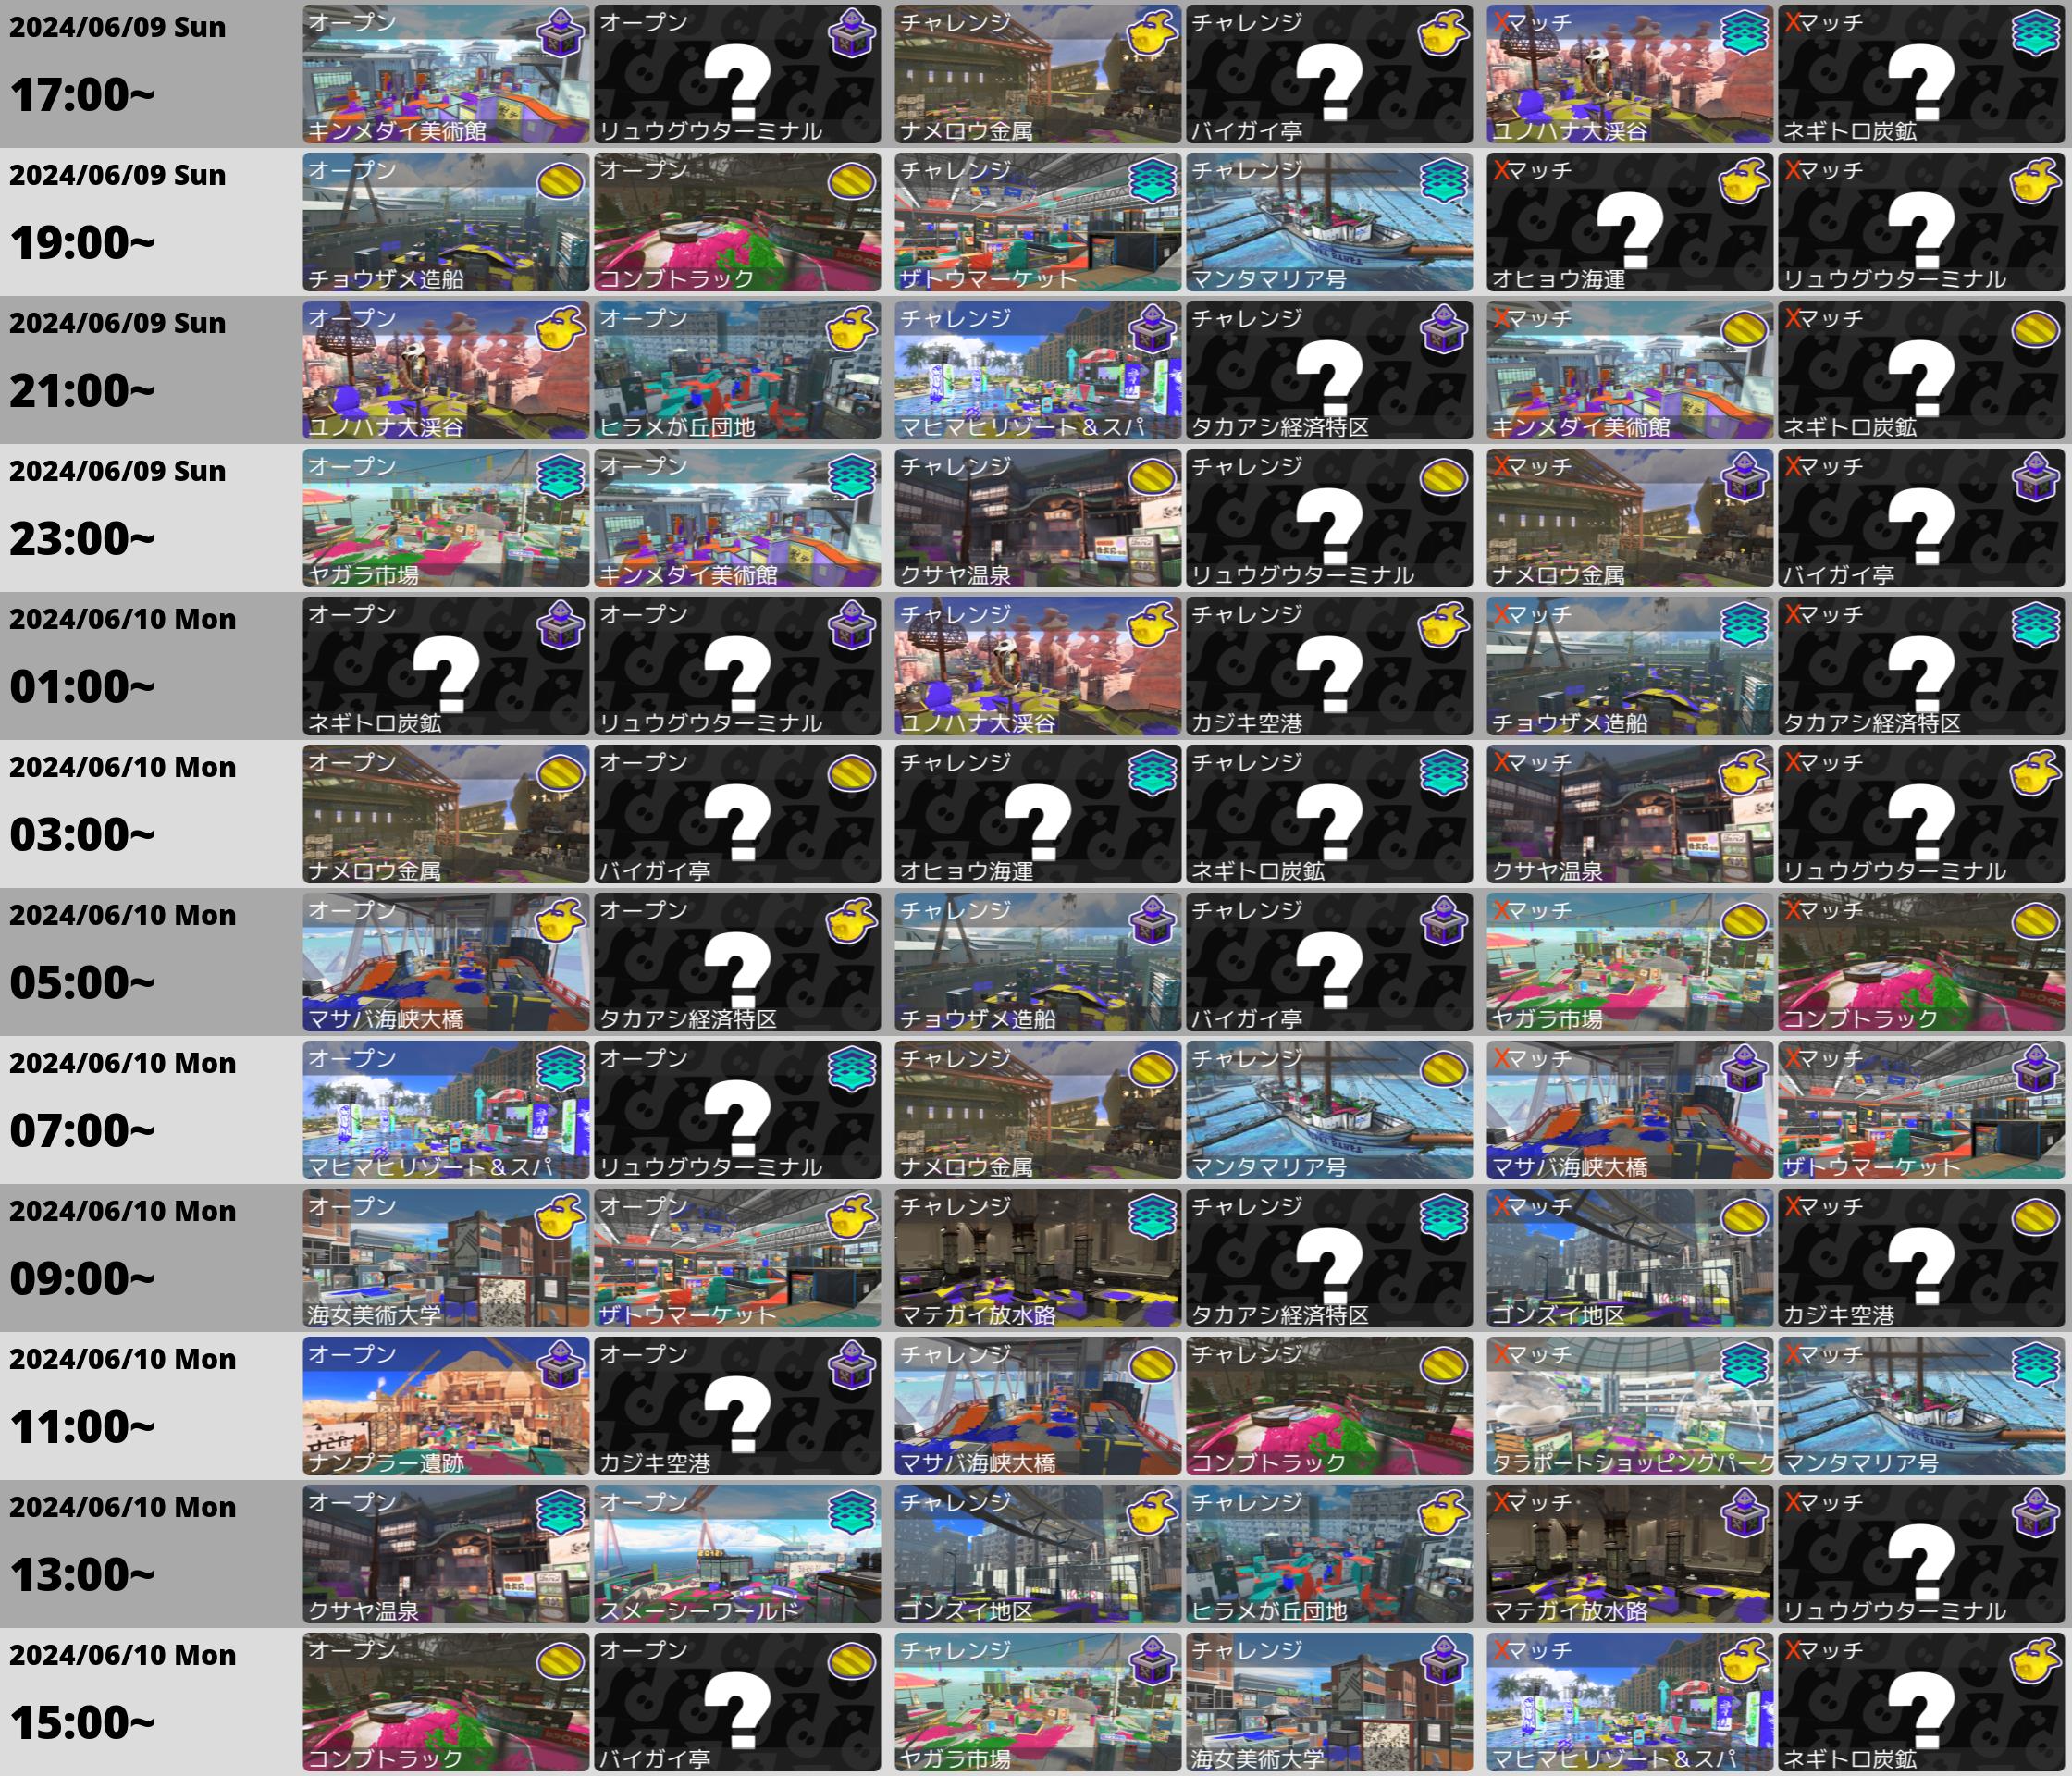 2024/06/09 Sun
17:00~
オープン
キンメダイ美術館
オープン
リュウグウターミナル
チャレンジ
ナメロウ金属
チャレンジ
バイガイ亭
Xマッチ
ユノハナ大渓谷
Xマッチ
ネギトロ炭鉱
2024/06/09 Sun
19:00~
オープン
チョウザメ造船
オープン
コンブトラック
チャレンジ
ザトウマーケット
チャレンジ
マンタマリア号
Xマッチ
オヒョウ海運
Xマッチ
リュウグウターミナル
2024/06/09 Sun
21:00~
オープン
ユノハナ大渓谷
オープン
ヒラメが丘団地
チャレンジ
マヒマヒリゾート＆スパ
チャレンジ
タカアシ経済特区
Xマッチ
キンメダイ美術館
Xマッチ
ネギトロ炭鉱
2024/06/09 Sun
23:00~
オープン
ヤガラ市場
オープン
キンメダイ美術館
チャレンジ
クサヤ温泉
チャレンジ
リュウグウターミナル
Xマッチ
ナメロウ金属
Xマッチ
バイガイ亭
2024/06/10 Mon
01:00~
オープン
ネギトロ炭鉱
オープン
リュウグウターミナル
チャレンジ
ユノハナ大渓谷
チャレンジ
カジキ空港
Xマッチ
チョウザメ造船
Xマッチ
タカアシ経済特区
2024/06/10 Mon
03:00~
オープン
ナメロウ金属
オープン
バイガイ亭
チャレンジ
オヒョウ海運
チャレンジ
ネギトロ炭鉱
Xマッチ
クサヤ温泉
Xマッチ
リュウグウターミナル
2024/06/10 Mon
05:00~
オープン
マサバ海峡大橋
オープン
タカアシ経済特区
チャレンジ
チョウザメ造船
チャレンジ
バイガイ亭
Xマッチ
ヤガラ市場
Xマッチ
コンブトラック
2024/06/10 Mon
07:00~
オープン
マヒマヒリゾート＆スパ
オープン
リュウグウターミナル
チャレンジ
ナメロウ金属
チャレンジ
マンタマリア号
Xマッチ
マサバ海峡大橋
Xマッチ
ザトウマーケット
2024/06/10 Mon
09:00~
オープン
海女美術大学
オープン
ザトウマーケット
チャレンジ
マテガイ放水路
チャレンジ
タカアシ経済特区
Xマッチ
ゴンズイ地区
Xマッチ
カジキ空港
2024/06/10 Mon
11:00~
オープン
ナンプラー遺跡
オープン
カジキ空港
チャレンジ
マサバ海峡大橋
チャレンジ
コンブトラック
Xマッチ
タラポートショッピングパーク
Xマッチ
マンタマリア号
2024/06/10 Mon
13:00~
オープン
クサヤ温泉
オープン
スメーシーワールド
チャレンジ
ゴンズイ地区
チャレンジ
ヒラメが丘団地
Xマッチ
マテガイ放水路
Xマッチ
リュウグウターミナル
2024/06/10 Mon
15:00~
オープン
コンブトラック
オープン
バイガイ亭
チャレンジ
ヤガラ市場
チャレンジ
海女美術大学
Xマッチ
マヒマヒリゾート＆スパ
Xマッチ
ネギトロ炭鉱